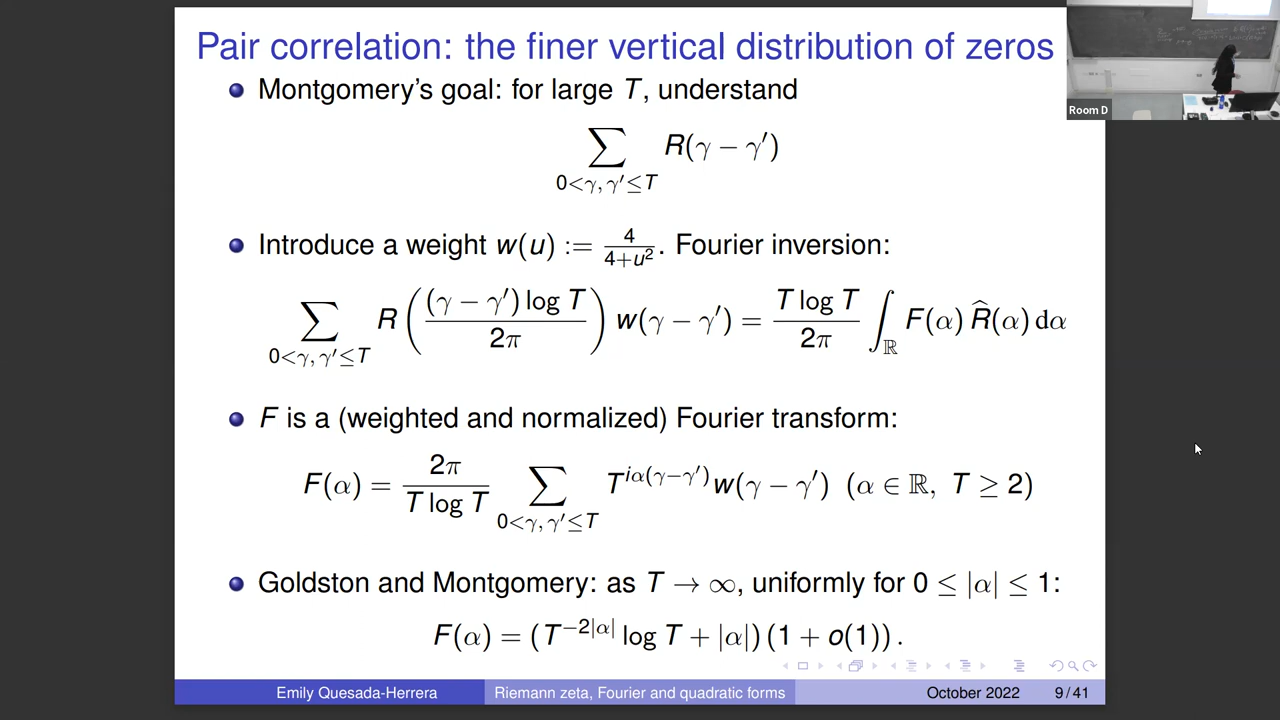 Pair correlation: the finer vertical distribution of zeros
Montgomery's goal: for large T, understand
∑ R(γ − γ′)
0<γ,γ′≤T
Introduce a weight w(u) := 4/(4+u²). Fourier inversion:
∑ R( (γ − γ′) log T / 2π ) w(γ − γ′) = T log T / 2π ∫_ℝ F(α) R̂(α) dα
0<γ,γ′≤T
F is a (weighted and normalized) Fourier transform:
F(α) = 2π / T log T ∑ T^{iα(γ−γ′)} w(γ − γ′) (α ∈ ℝ, T ≥ 2)
0<γ,γ′≤T
Goldston and Montgomery: as T → ∞, uniformly for 0 ≤ |α| ≤ 1:
F(α) = (T^{−2|α|} log T + |α|)(1 + o(1)).
Emily Quesada-Herrera
Riemann zeta, Fourier and quadratic forms
October 2022
9 / 41
Room D